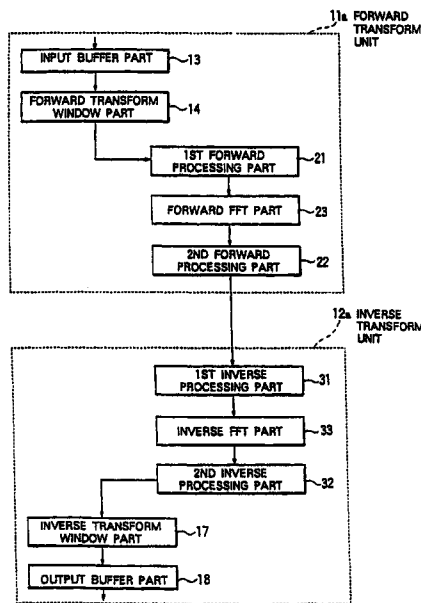 11a FORWARD
TRANSFORM
UNIT
INPUT BUFFER PART
13
FORWARD TRANSFORM
WINDOW PART
14
1ST FORWARD
PROCESSING PART
21
FORWARD FFT PART
23
2ND FORWARD
PROCESSING PART
22
12a INVERSE
TRANSFORM
UNIT
1ST INVERSE
PROCESSING PART
31
INVERSE FFT PART
33
2ND INVERSE
PROCESSING PART
32
INVERSE TRANSFORM
WINDOW PART
17
OUTPUT BUFFER PART
18